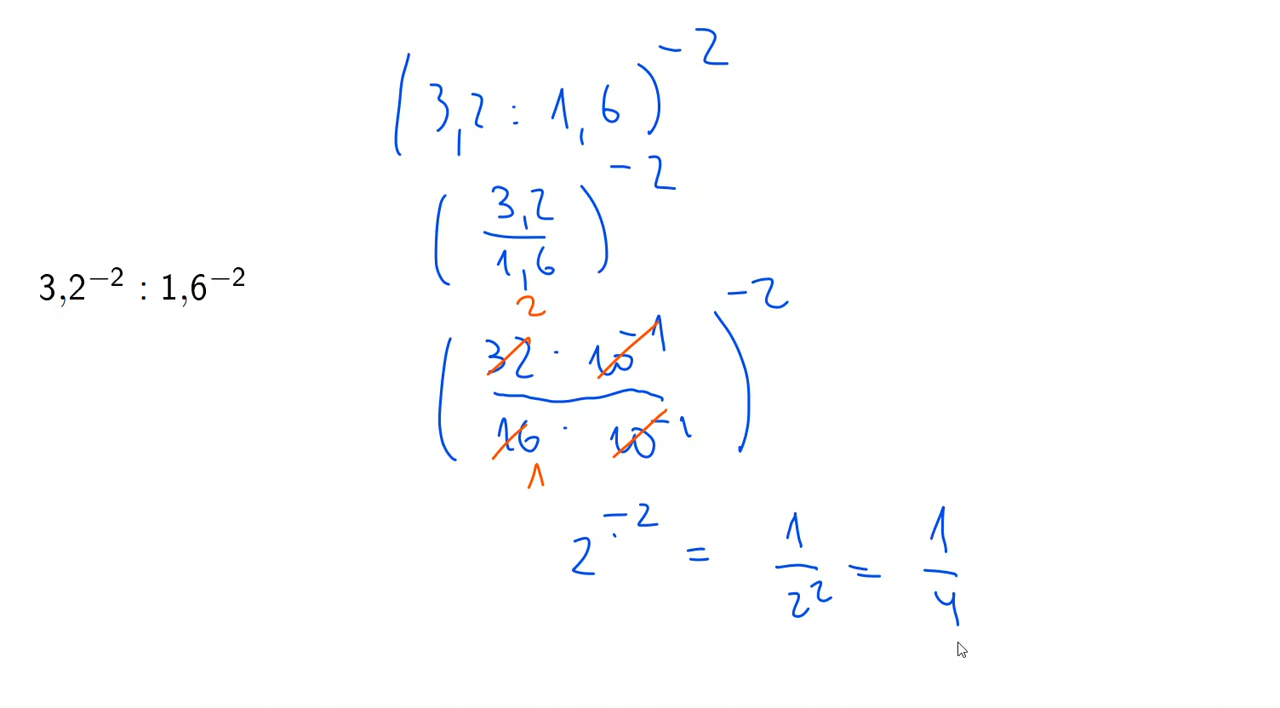 (3,2 : 1,6)⁻²
(3,2/1,6)⁻²
3,2⁻² : 1,6⁻²
2
(32 · 10⁻¹ / 16 · 10⁻¹)⁻²
1
2⁻² = 1/2² = 1/4